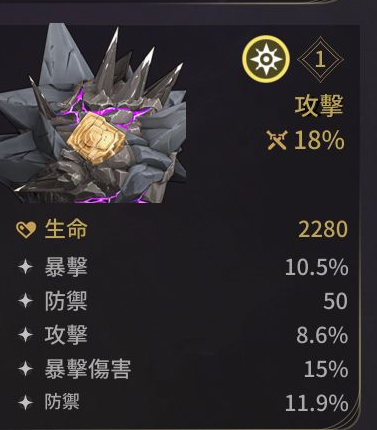 1
攻擊
18%
生命 2280
暴擊 10.5%
防禦 50
攻擊 8.6%
暴擊傷害 15%
防禦 11.9%